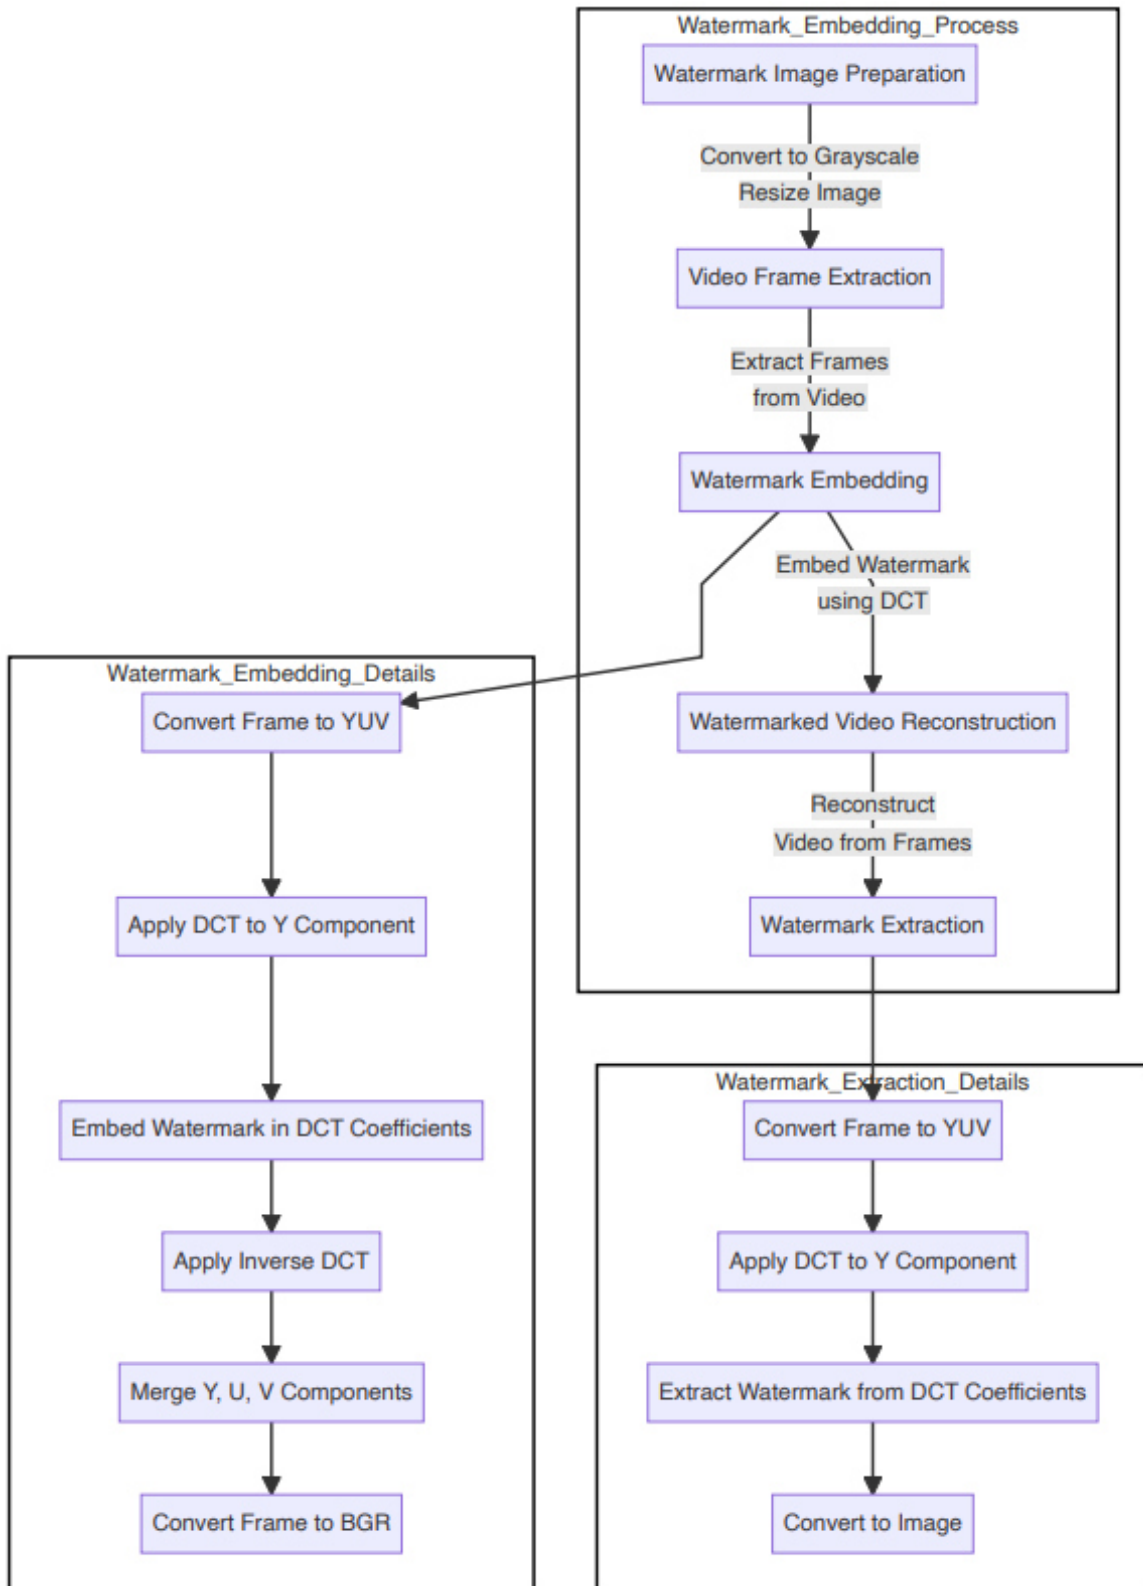 Watermark_Embedding_Process
Watermark Image Preparation
Convert to Grayscale
Resize Image
Video Frame Extraction
Extract Frames
from Video
Watermark Embedding
Embed Watermark
using DCT
Watermarked Video Reconstruction
Reconstruct
Video from Frames
Watermark Extraction
Watermark_Embedding_Details
Convert Frame to YUV
Apply DCT to Y Component
Embed Watermark in DCT Coefficients
Apply Inverse DCT
Merge Y, U, V Components
Convert Frame to BGR
Watermark_Extraction_Details
Convert Frame to YUV
Apply DCT to Y Component
Extract Watermark from DCT Coefficients
Convert to Image